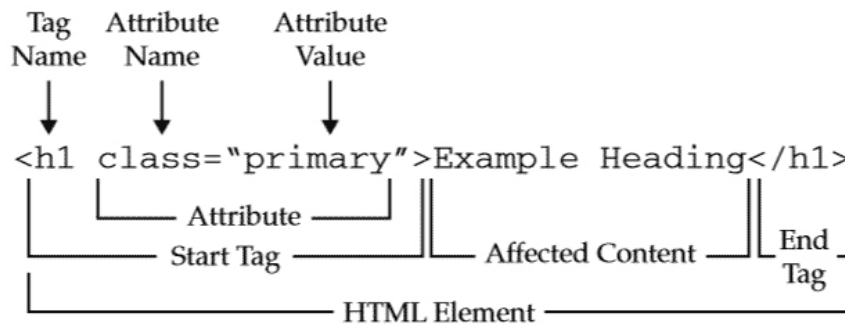 Tag Attribute Attribute
Name Name Value
<h1 class=“primary”>Example Heading</h1>
Attribute
Start Tag Affected Content End
Tag
HTML Element